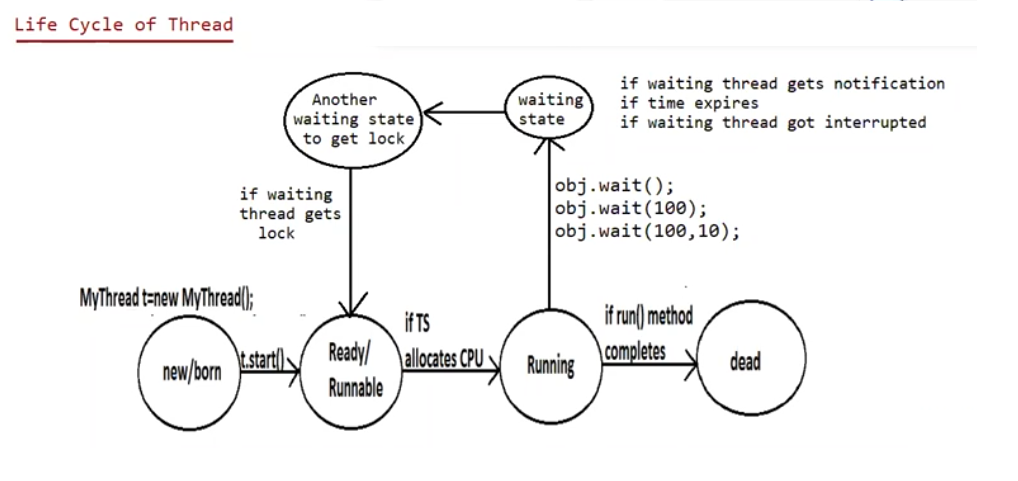 Life Cycle of Thread
Another
waiting state
to get lock
waiting
state
if waiting thread gets notification
if time expires
if waiting thread got interrupted
if waiting
thread gets
lock
obj.wait();
obj.wait(100);
obj.wait(100,10);
MyThread t=new MyThread();
new/born
t.start()
Ready/
Runnable
if TS
allocates CPU
Running
if run() method
completes
dead